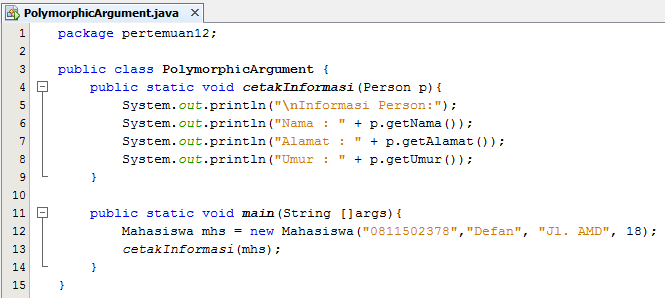 PolymorphicArgument.java
1 package pertemuan12;
2
3 public class PolymorphicArgument {
4 public static void cetakInformasi(Person p){
5 System.out.println("\nInformasi Person:");
6 System.out.println("Nama : " + p.getNama());
7 System.out.println("Alamat : " + p.getAlamat());
8 System.out.println("Umur : " + p.getUmur());
9 }
10
11 public static void main(String []args){
12 Mahasiswa mhs = new Mahasiswa("0811502378","Defan", "Jl. AMD", 18);
13 cetakInformasi(mhs);
14 }
15 }